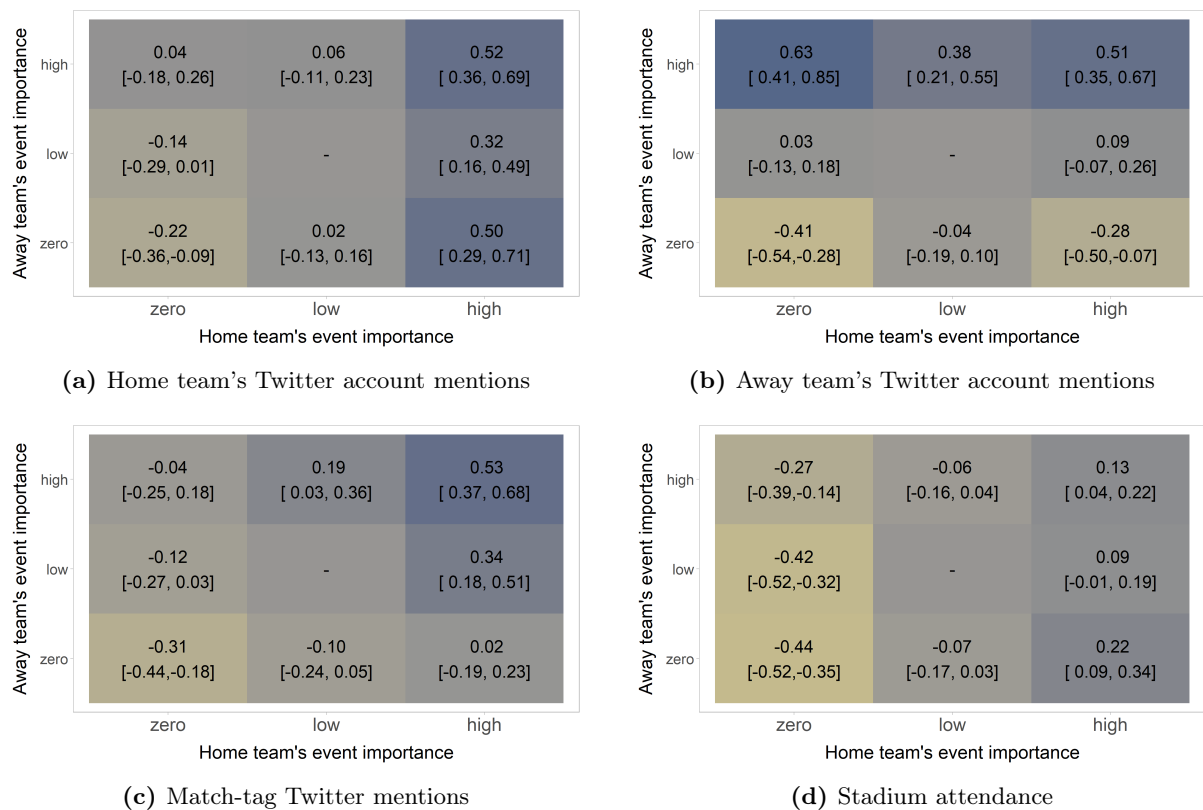 Away team's event importance
high
low
zero
0.04
[-0.18, 0.26]
0.06
[-0.11, 0.23]
0.52
[ 0.36, 0.69]
-0.14
[-0.29, 0.01]
-
0.32
[ 0.16, 0.49]
-0.22
[-0.36,-0.09]
0.02
[-0.13, 0.16]
0.50
[ 0.29, 0.71]
zero low high
Home team's event importance
(a) Home team's Twitter account mentions
Away team's event importance
high
low
zero
0.63
[ 0.41, 0.85]
0.38
[ 0.21, 0.55]
0.51
[ 0.35, 0.67]
0.03
[-0.13, 0.18]
-
0.09
[-0.07, 0.26]
-0.41
[-0.54,-0.28]
-0.04
[-0.19, 0.10]
-0.28
[-0.50,-0.07]
zero low high
Home team's event importance
(b) Away team's Twitter account mentions
Away team's event importance
high
low
zero
-0.04
[-0.25, 0.18]
0.19
[ 0.03, 0.36]
0.53
[ 0.37, 0.68]
-0.12
[-0.27, 0.03]
-
0.34
[ 0.18, 0.51]
-0.31
[-0.44,-0.18]
-0.10
[-0.24, 0.05]
0.02
[-0.19, 0.23]
zero low high
Home team's event importance
(c) Match-tag Twitter mentions
Away team's event importance
high
low
zero
-0.27
[-0.39,-0.14]
-0.06
[-0.16, 0.04]
0.13
[ 0.04, 0.22]
-0.42
[-0.52,-0.32]
-
0.09
[-0.01, 0.19]
-0.44
[-0.52,-0.35]
-0.07
[-0.17, 0.03]
0.22
[ 0.09, 0.34]
zero low high
Home team's event importance
(d) Stadium attendance